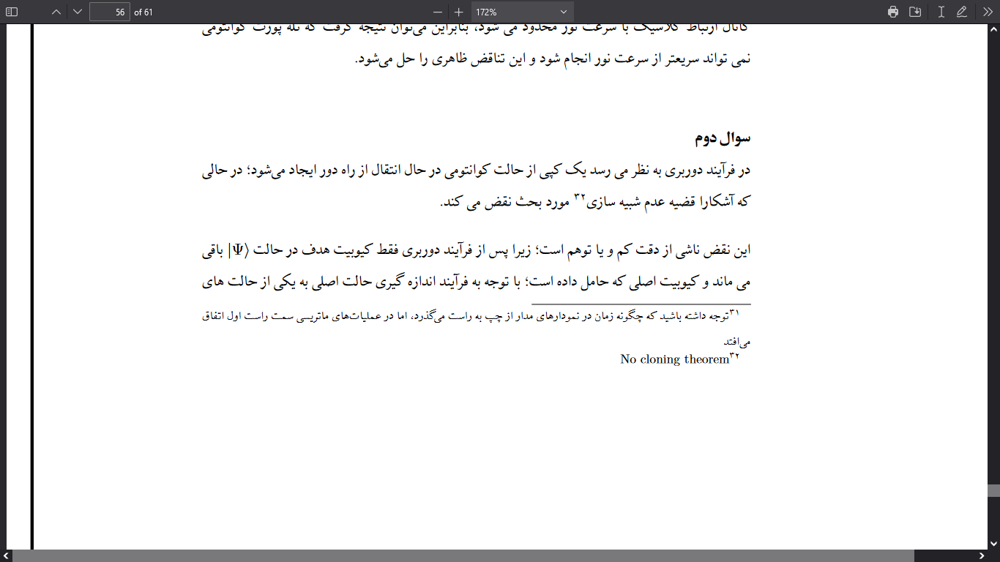 56 of 61 172%
کانال ارتباط کلاسیک با سرعت نور محدود می شود، بنابراین می‌توان نتیجه گرفت که تله پورت کوانتومی
نمی تواند سریعتر از سرعت نور انجام شود و این تناقض ظاهری را حل می‌شود.
سوال دوم
در فرآیند دوربری به نظر می رسد یک کپی از حالت کوانتومی در حال انتقال از راه دور ایجاد می‌شود؛ در حالی
که آشکارا قضیه عدم شبیه سازی۳۲ مورد بحث نقض می کند.
این نقض ناشی از دقت کم و یا توهم است؛ زیرا پس از فرآیند دوربری فقط کیوبیت هدف در حالت |Ψ⟩ باقی
می ماند و کیوبیت اصلی که حامل داده است؛ با توجه به فرآیند اندازه گیری حالت اصلی به یکی از حالت های
۳۱توجه داشته باشید که چگونه زمان در نمودارهای مدار از چپ به راست می‌گذرد، اما در عملیات‌های ماتریسی سمت راست اول اتفاق
می‌افتد
۳۲No cloning theorem